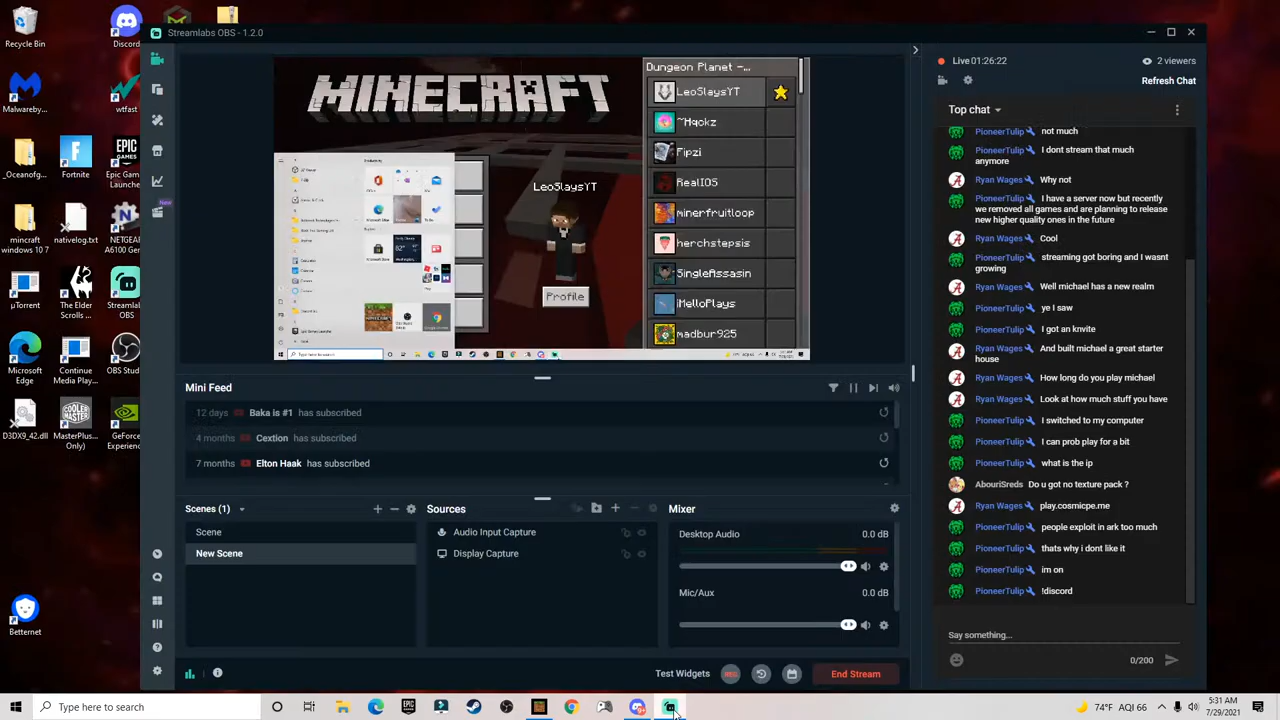 Streamlabs OBS - 1.2.0
Recycle Bin
Discord
Malwareby...
wtfast
_Oceanofg...
Fortnite
Epic Games
Launcher
minecraft
windows
nativelog.txt
NETGEAR
A6100 Gen...
µTorrent
The Elder
Scrolls ...
Streamlabs
OBS
Microsoft
Edge
Continue
Media Play...
OBS Studio
D3DX9_42.dll
MasterPlus...
Only)
GeForce
Experience
Betternet
New
MINECRAFT
Dungeon Planet -...
LeoSlaysYT
~Hqokz
Fipzi
RealIOS
minerfruitloop
SingleAssasin
iHelloPlays
LeoSlaysYT
Profile
Type here to search
Mini Feed
12 days Baka is #1 has subscribed
4 months Cextion has subscribed
7 months Elton Haak has subscribed
Scenes (1)
Scene
New Scene
Sources
Audio Input Capture
Display Capture
Mixer
Desktop Audio 0.0 dB
Mic/Aux 0.0 dB
Test Widgets
REC
End Stream
Live 01:26:22
2 viewers
Refresh Chat
Top chat
PioneerTulip not much
PioneerTulip I dont stream that much
anymore
Ryan Wages Why not
PioneerTulip I have a server now but recently
we removed all games and are planning to release
new higher quality ones in the future
Ryan Wages Cool
PioneerTulip streaming got boring and I wasnt
growing
Ryan Wages Well michael has a new realm
PioneerTulip ye I saw
PioneerTulip I got an knvite
Ryan Wages And built michael a great starter
house
Ryan Wages How long do you play michael
Ryan Wages Look at how much stuff you have
PioneerTulip I switched to my computer
PioneerTulip I can prob play for a bit
PioneerTulip what is the ip
AbouriSreds Do u got no texture pack ?
Ryan Wages play.cosmicpe.me
PioneerTulip people exploit in ark too much
PioneerTulip thats why i dont like it
PioneerTulip im on
PioneerTulip !discord
Say something...
0/200
Type here to search
74°F AQI 66
5:31 AM
7/29/2021